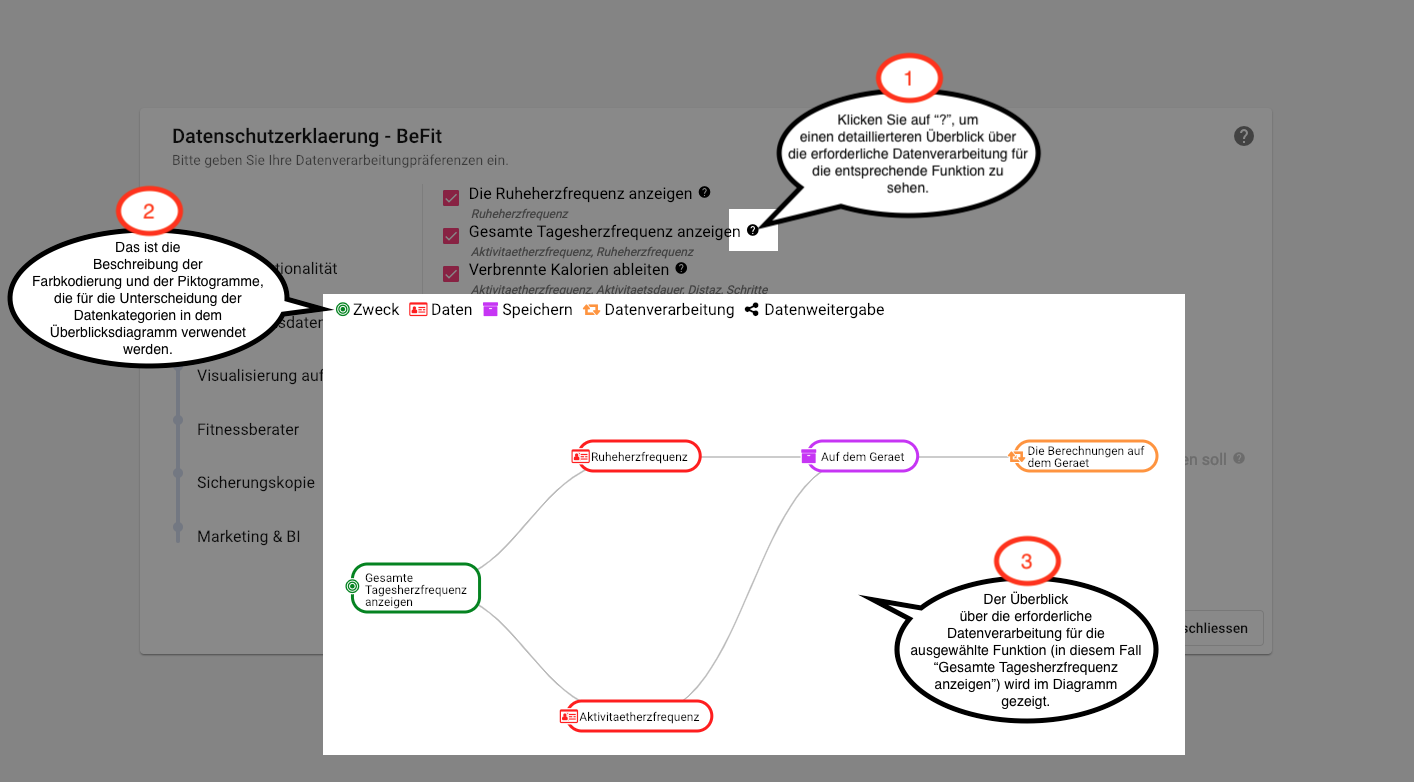 1
Klicken Sie auf “?”, um
einen detaillierteren Überblick über
die erforderliche Datenverarbeitung für
die entsprechende Funktion zu
sehen.
Datenschutzerklaerung - BeFit
Bitte geben Sie Ihre Datenverarbeitungpräferenzen ein.
?
Die Ruheherzfrequenz anzeigen ?
Ruheherzfrequenz
Gesamte Tagesherzfrequenz anzeigen ?
Aktivitaetherzfrequenz, Ruheherzfrequenz
Verbrennte Kalorien ableiten ?
Aktivitaetherzfrequenz, Aktivitaetsdauer, Distaz, Schritte
2
Das ist die
Beschreibung der
Farbkodierung und der Piktogramme,
die für die Unterscheidung der
Datenkategorien in dem
Überblicksdiagramm verwendet
werden.
tionalität
sdaten
Visualisierung auf
Fitnessberater
Sicherungskopie
Marketing & BI
Zweck Daten Speichern Datenverarbeitung Datenweitergabe
Ruheherzfrequenz
Auf dem Geraet
Die Berechnungen auf
dem Geraet
en soll ?
Gesamte
Tagesherzfrequenz
anzeigen
Aktivitaetherzfrequenz
3
Der Überblick
über die erforderliche
Datenverarbeitung für die
ausgewählte Funktion (in diesem Fall
“Gesamte Tagesherzfrequenz
anzeigen”) wird im Diagramm
gezeigt.
schliessen